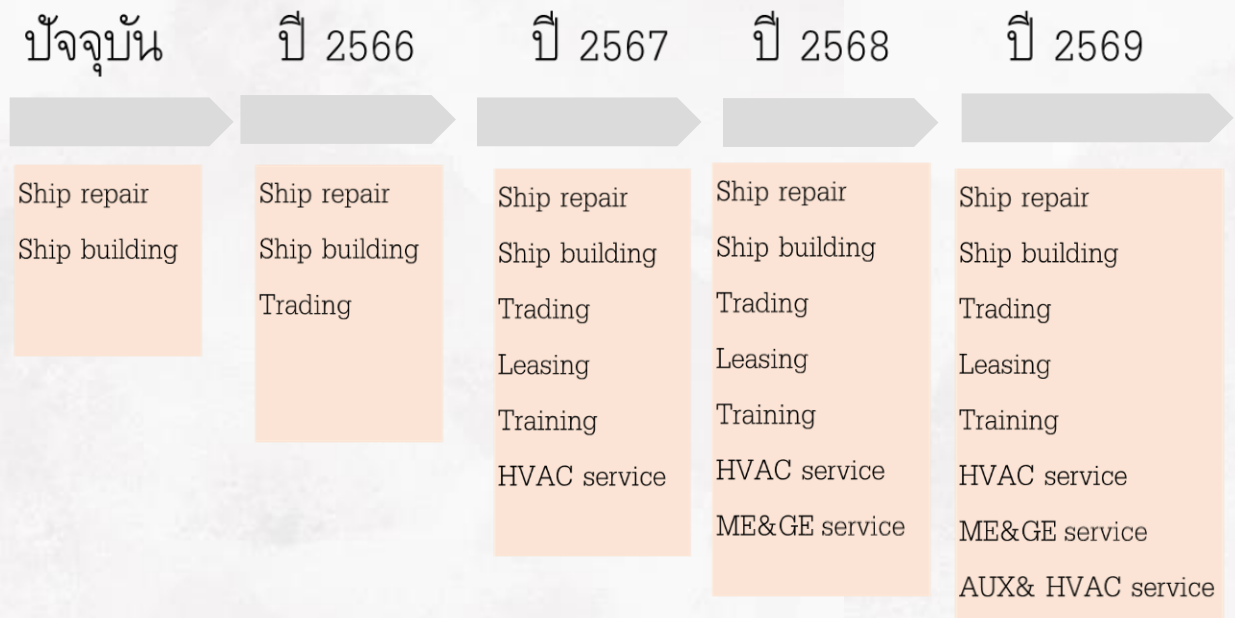 ปัจจุบัน
Ship repair
Ship building
ปี 2566
Ship repair
Ship building
Trading
ปี 2567
Ship repair
Ship building
Trading
Leasing
Training
HVAC service
ปี 2568
Ship repair
Ship building
Trading
Leasing
Training
HVAC service
ME&GE service
ปี 2569
Ship repair
Ship building
Trading
Leasing
Training
HVAC service
ME&GE service
AUX& HVAC service